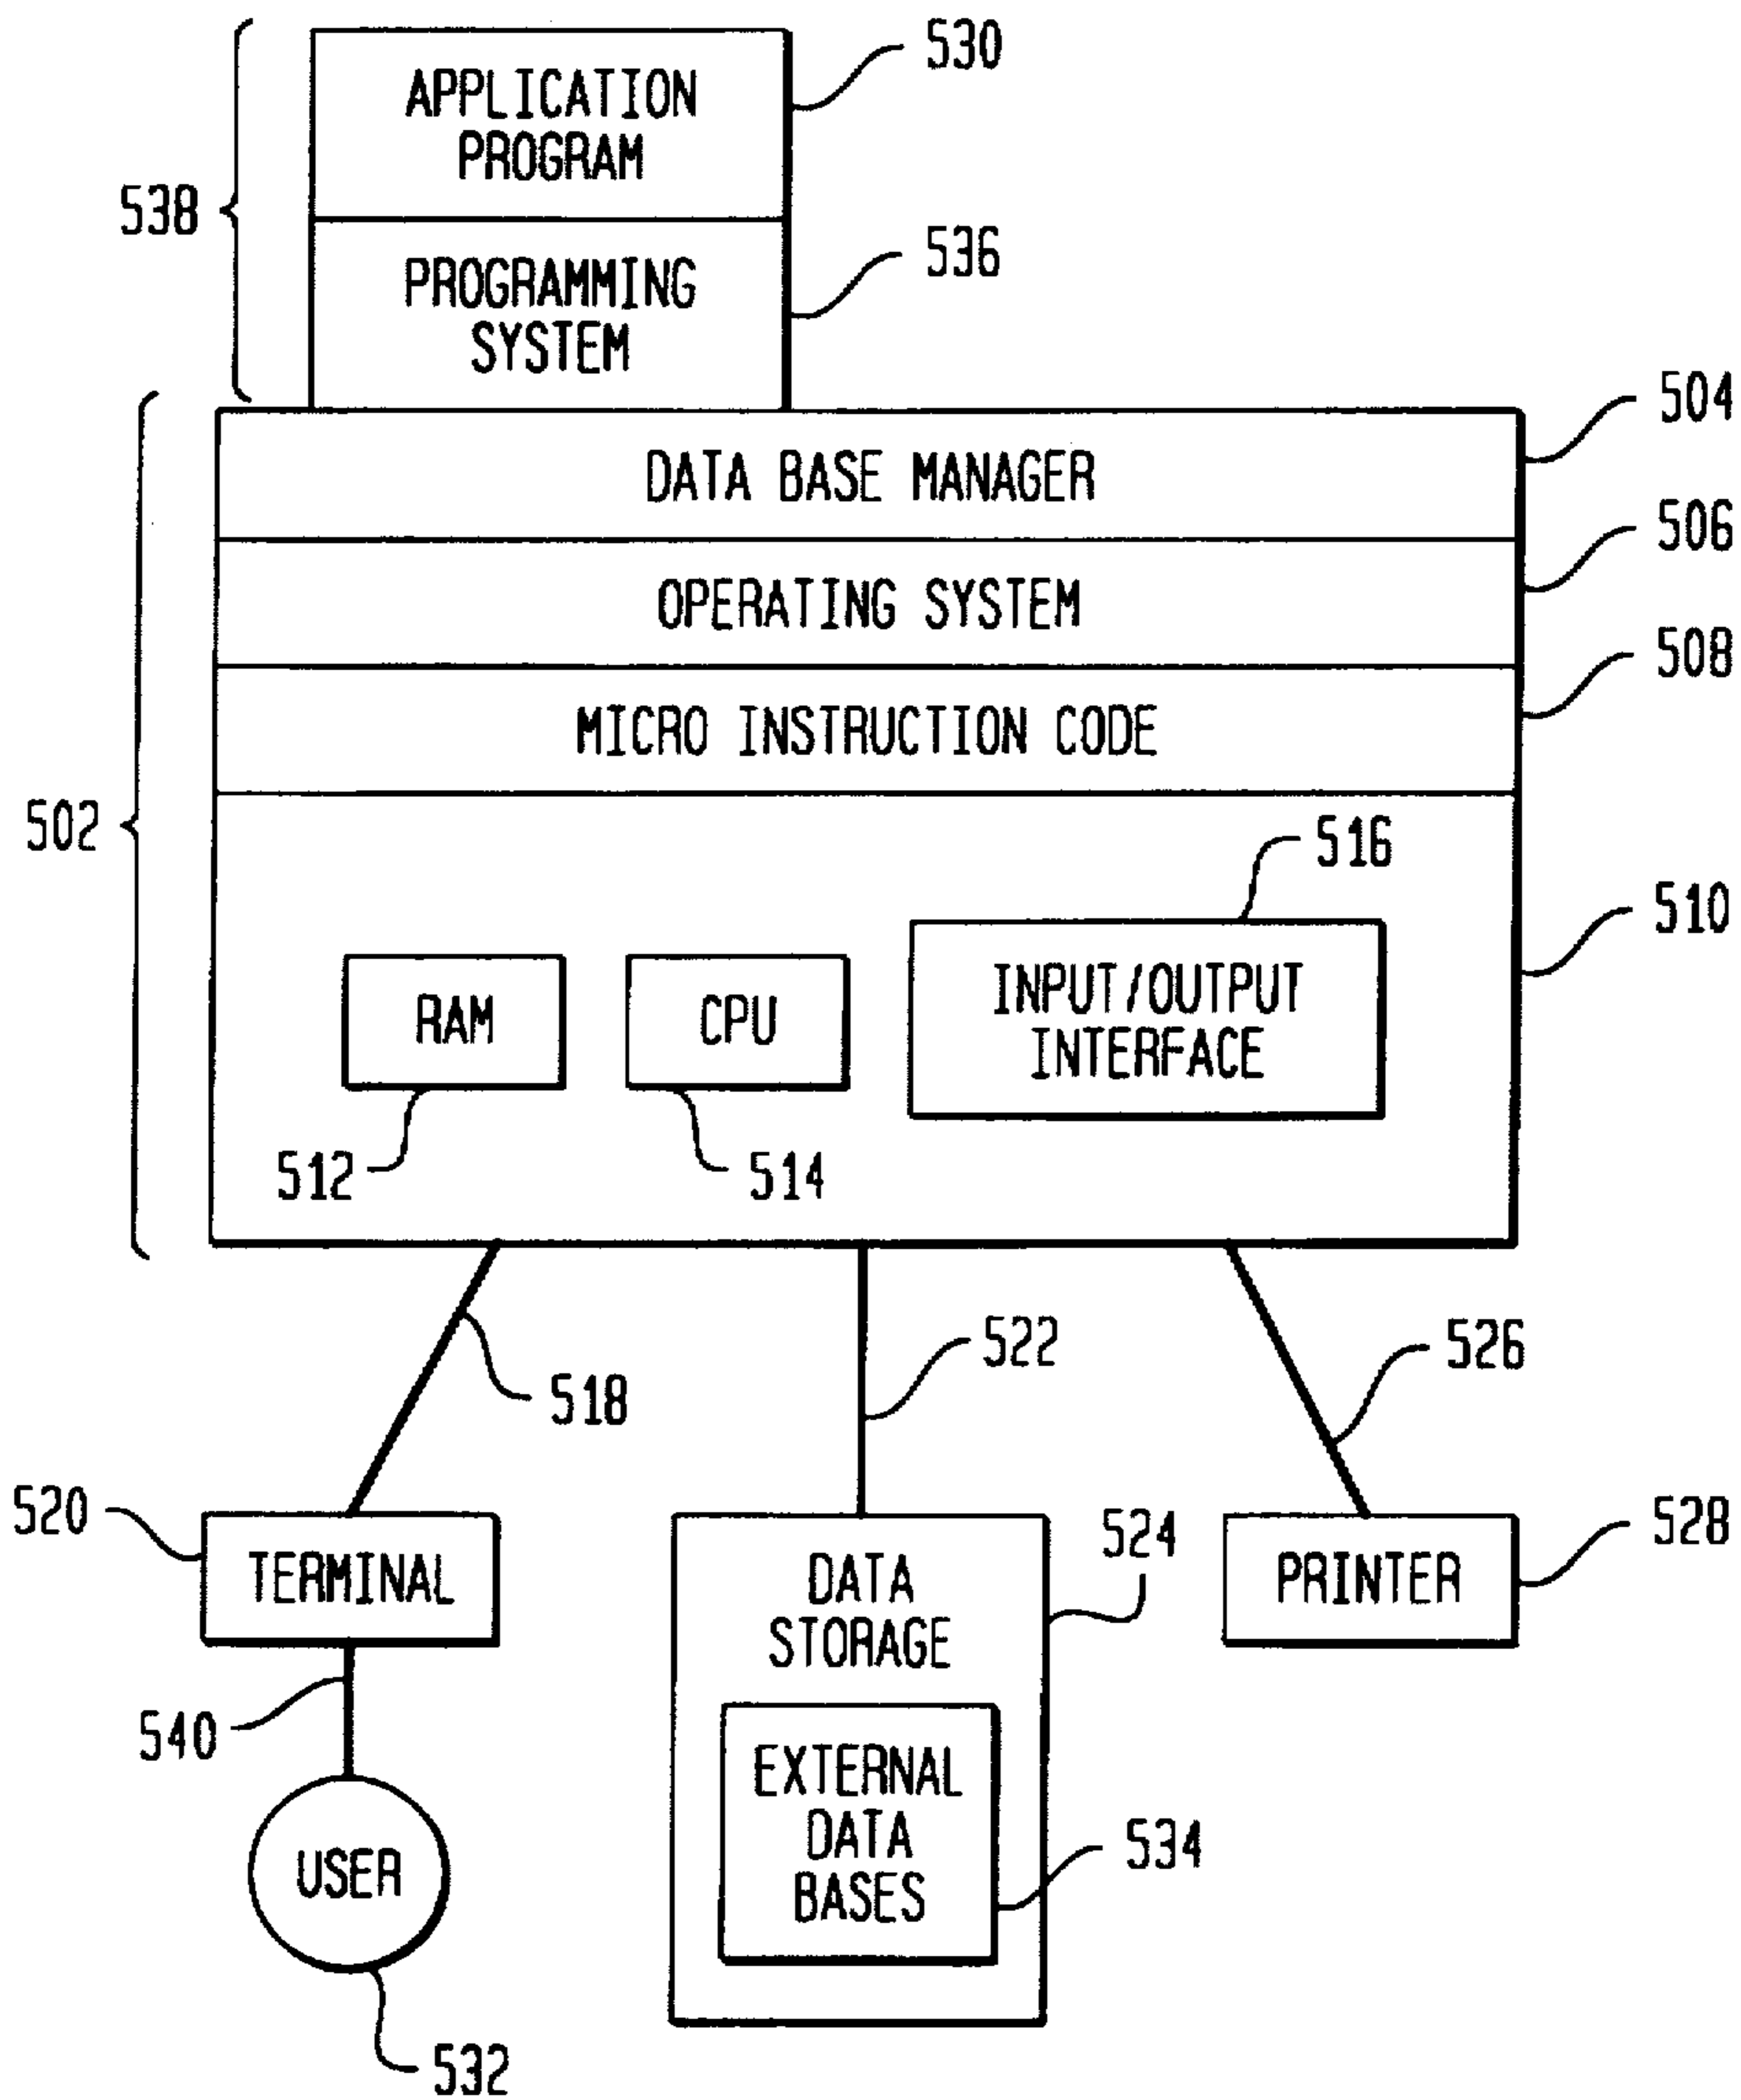 530
APPLICATION
PROGRAM
538
536
PROGRAMMING
SYSTEM
504
DATA BASE MANAGER
506
OPERATING SYSTEM
508
MICRO INSTRUCTION CODE
502
516
510
INPUT/OUTPUT
INTERFACE
RAM
CPU
512
514
522
526
518
520
524
528
TERMINAL
DATA
STORAGE
PRINTER
540
EXTERNAL
DATA
BASES
534
USER
532